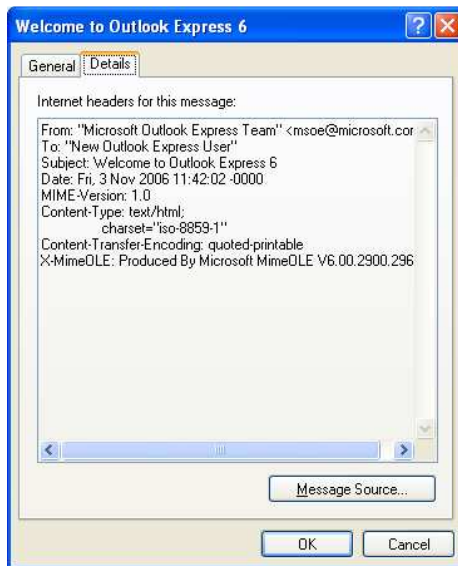 Welcome to Outlook Express 6
General Details
Internet headers for this message:
From: "Microsoft Outlook Express Team" <msoe@microsoft.cor
To: "New Outlook Express User"
Subject: Welcome to Outlook Express 6
Date: Fri, 3 Nov 2006 11:42:02 -0000
MIME-Version: 1.0
Content-Type: text/html;
charset="iso-8859-1"
Content-Transfer-Encoding: quoted-printable
X-MimeOLE: Produced By Microsoft MimeOLE V6.00.2900.296
Message Source...
OK Cancel